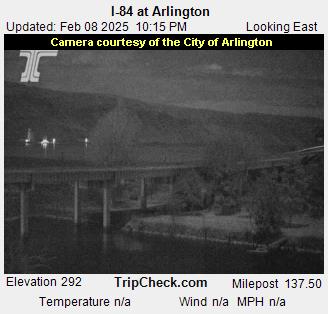 I-84 at Arlington
Updated: Feb 08 2025 10:15 PM Looking East
Camera courtesy of the City of Arlington
Elevation 292 TripCheck.com Milepost 137.50
Temperature n/a Wind n/a MPH n/a